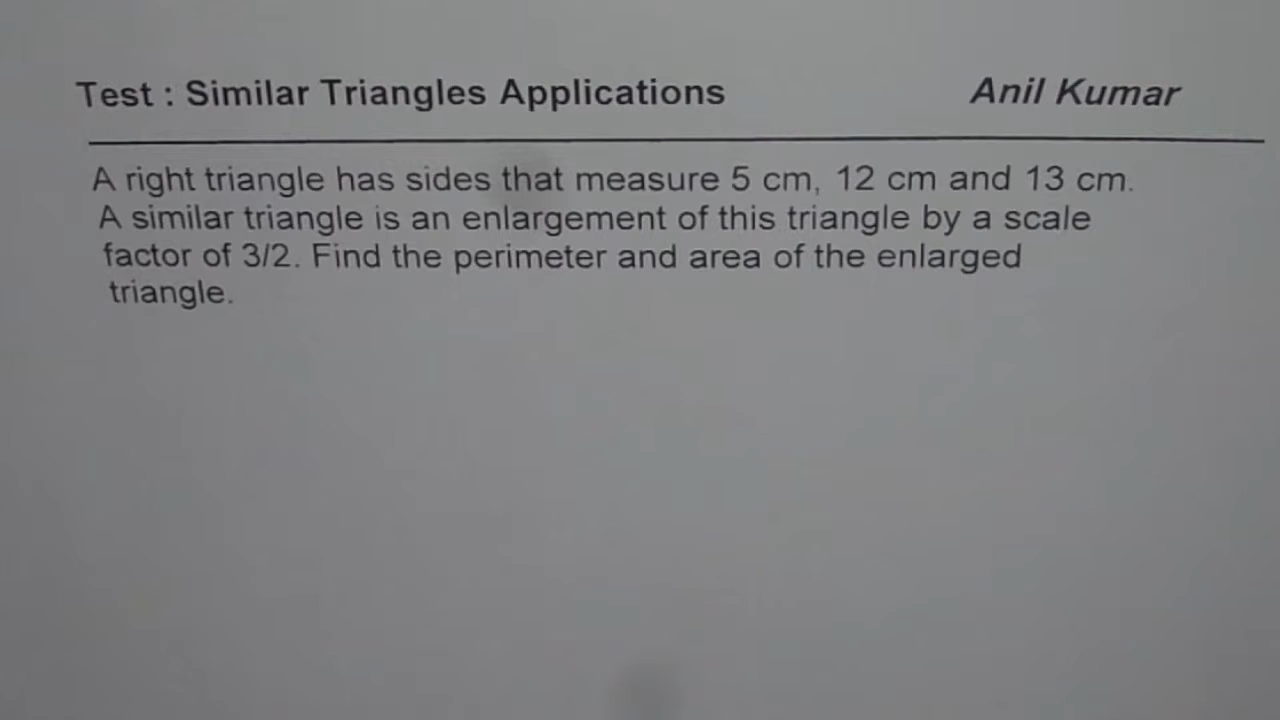 Test : Similar Triangles Applications Anil Kumar
A right triangle has sides that measure 5 cm, 12 cm and 13 cm.
A similar triangle is an enlargement of this triangle by a scale
factor of 3/2. Find the perimeter and area of the enlarged
triangle.